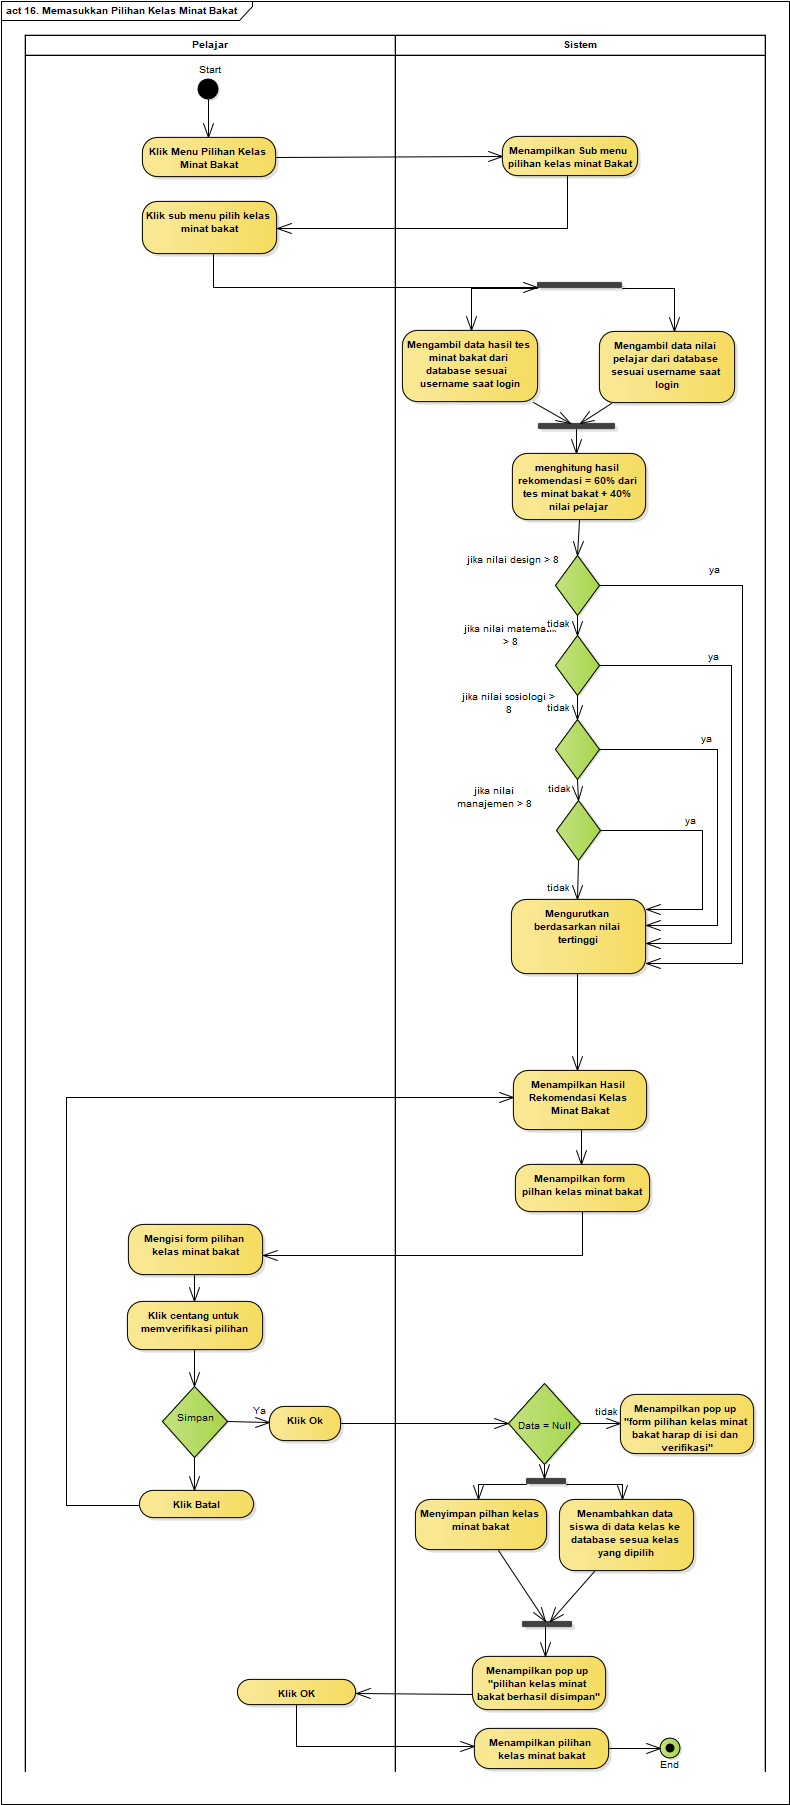 act 16. Memasukkan Pilihan Kelas Minat Bakat
Pelajar
Sistem
Start
Klik Menu Pilihan Kelas
Minat Bakat
Menampilkan Sub menu
pilihan kelas minat Bakat
Klik sub menu pilih kelas
minat bakat
Mengambil data hasil tes
minat bakat dari
database sesuai
username saat login
Mengambil data nilai
pelajar dari database
sesuai username saat
login
menghitung hasil
rekomendasi = 60% dari
tes minat bakat + 40%
nilai pelajar
jika nilai design > 8
ya
tidak
jika nilai matematik
> 8
ya
tidak
jika nilai sosiologi >
8
ya
tidak
jika nilai
manajemen > 8
ya
tidak
Mengurutkan
berdasarkan nilai
tertinggi
Menampilkan Hasil
Rekomendasi Kelas
Minat Bakat
Menampilkan form
pilhan kelas minat bakat
Mengisi form pilihan
kelas minat bakat
Klik centang untuk
memverifikasi pilihan
Simpan
Ya
Klik Ok
Data = Null
tidak
Menampilkan pop up
"form pilihan kelas minat
bakat harap di isi dan
verifikasi"
Klik Batal
Menyimpan pilhan kelas
minat bakat
Menambahkan data
siswa di data kelas ke
database sesua kelas
yang dipilih
Menampilkan pop up
"pilihan kelas minat
bakat berhasil disimpan"
Klik OK
Menampilkan pilihan
kelas minat bakat
End